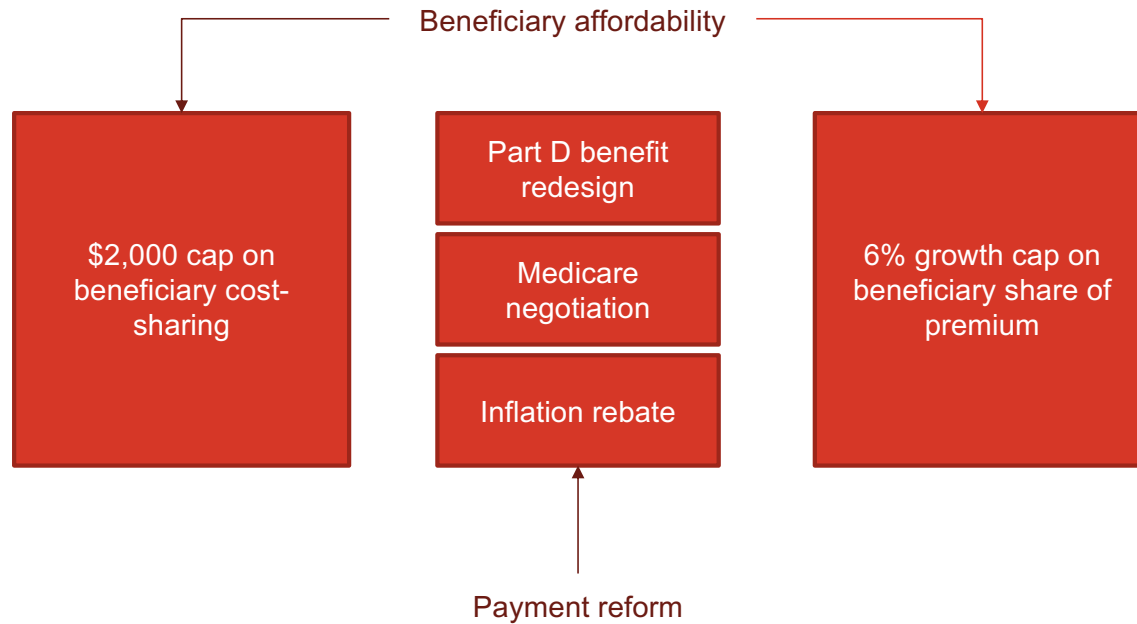 Beneficiary affordability
$2,000 cap on
beneficiary cost-
sharing
Part D benefit
redesign
Medicare
negotiation
Inflation rebate
6% growth cap on
beneficiary share of
premium
Payment reform